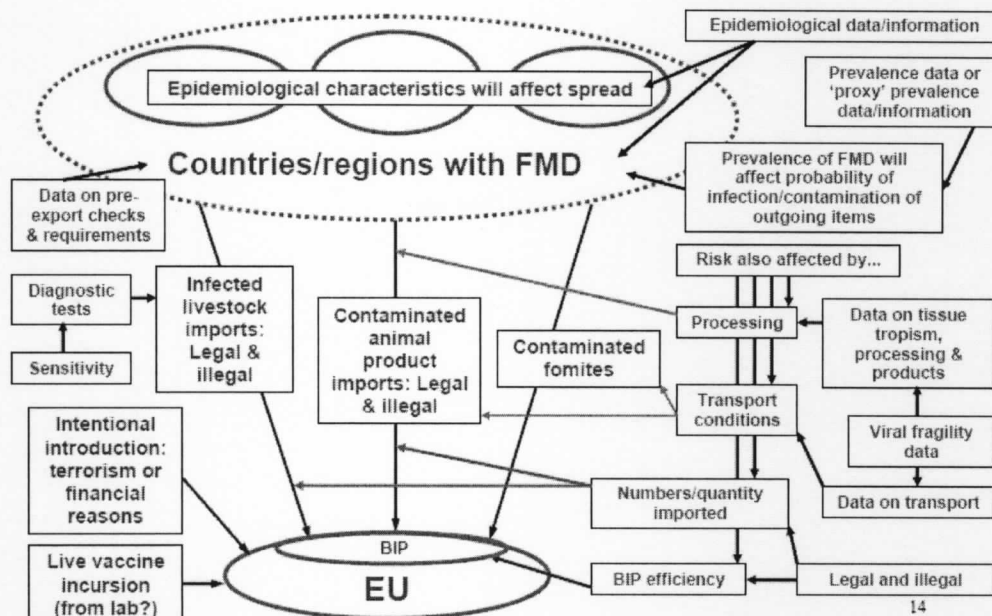 Epidemiological data/information
Epidemiological characteristics will affect spread
Prevalence data or
‘proxy’ prevalence
data/information
Countries/regions with FMD
Prevalence of FMD will
affect probability of
infection/contamination of
outgoing items
Data on pre-
export checks
& requirements
Risk also affected by...
Diagnostic
tests
Sensitivity
Infected
livestock
imports:
Legal &
illegal
Contaminated
animal
product
imports: Legal
& illegal
Contaminated
fomites
Processing
Data on tissue
tropism,
processing &
products
Transport
conditions
Viral fragility
data
Data on transport
Intentional
introduction:
terrorism or
financial
reasons
Numbers/quantity
imported
Live vaccine
incursion
(from lab?)
BIP
EU
BIP efficiency
Legal and illegal
14